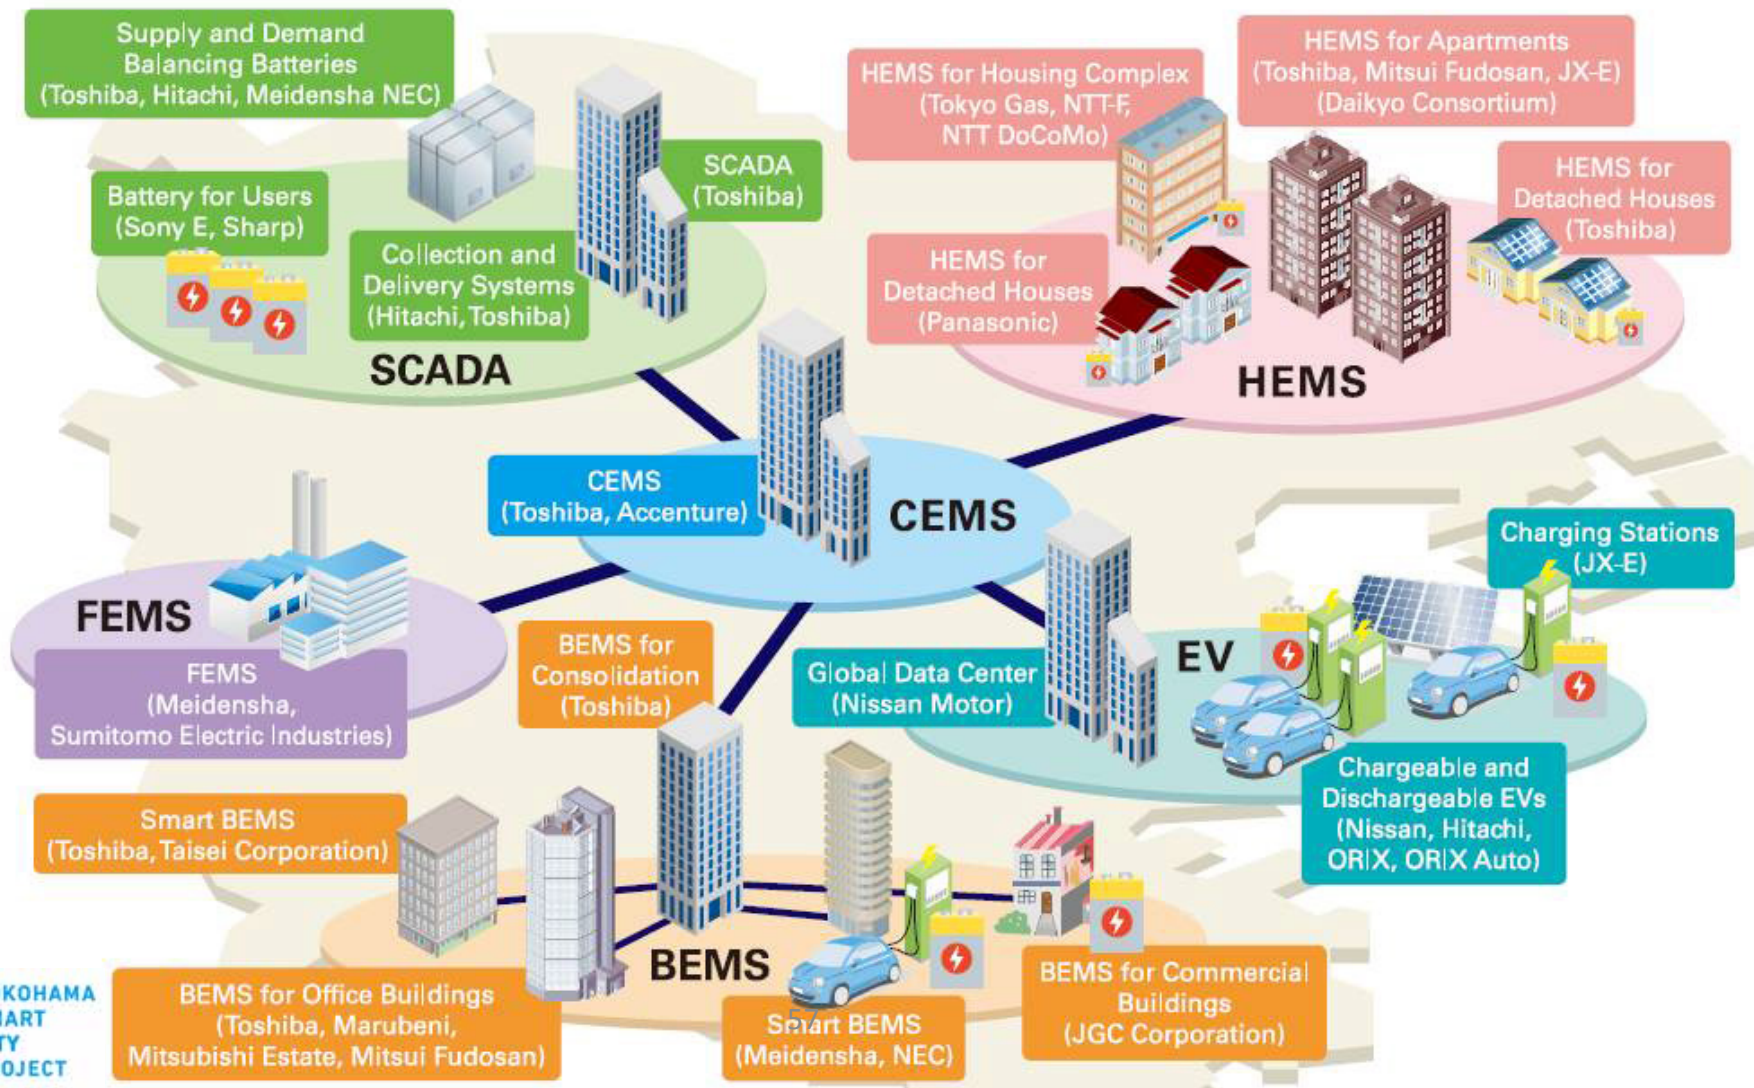 Supply and Demand
Balancing Batteries
(Toshiba, Hitachi, Meidensha NEC)
Battery for Users
(Sony E, Sharp)
Collection and
Delivery Systems
(Hitachi, Toshiba)
SCADA
(Toshiba)
SCADA
HEMS for Housing Complex
(Tokyo Gas, NTT-F,
NTT DoCoMo)
HEMS for Apartments
(Toshiba, Mitsui Fudosan, JX-E)
(Daikyo Consortium)
HEMS for
Detached Houses
(Toshiba)
HEMS for
Detached Houses
(Panasonic)
HEMS
CEMS
(Toshiba, Accenture)
CEMS
FEMS
FEMS
(Meidensha,
Sumitomo Electric Industries)
BEMS for
Consolidation
(Toshiba)
Global Data Center
(Nissan Motor)
EV
Charging Stations
(JX-E)
Chargeable and
Dischargeable EVs
(Nissan, Hitachi,
ORIX, ORIX Auto)
Smart BEMS
(Toshiba, Taisei Corporation)
BEMS
BEMS for Office Buildings
(Toshiba, Marubeni,
Mitsubishi Estate, Mitsui Fudosan)
57
Smart BEMS
(Meidensha, NEC)
BEMS for Commercial
Buildings
(JGC Corporation)
KOHAMA
ART
TY
OJECT